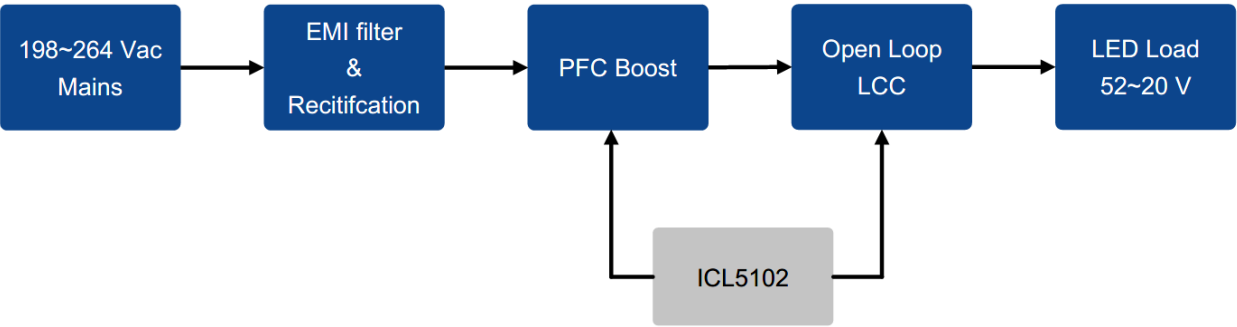 198~264 Vac
Mains
EMI filter
&
Recitifcation
PFC Boost
Open Loop
LCC
LED Load
52~20 V
ICL5102